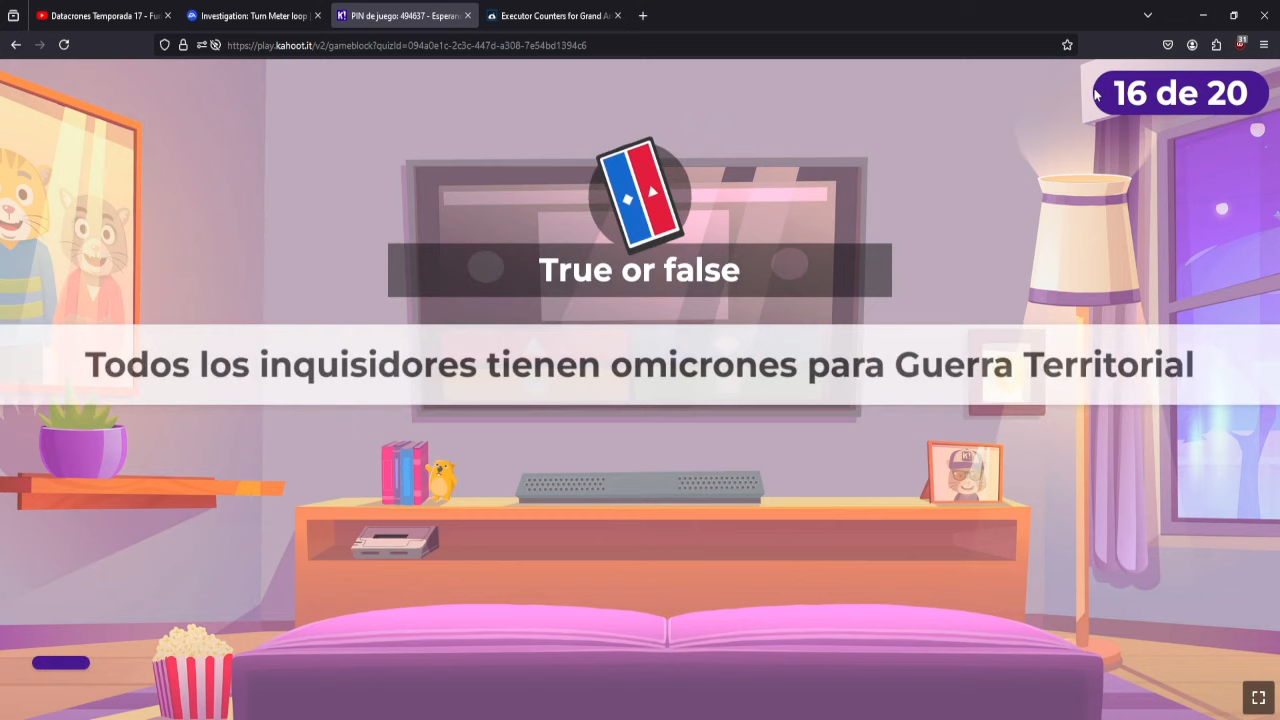 Datacrones Temporada 17 - Fu
Investigation: Turn Meter loop |
K! PIN de juego: 494637 - Esperan
Executor Counters for Grand A
https://play.kahoot.it/v2/gameblock?quizId=094a0e1c-2c3c-447d-a308-7e54bd1394c6
31
16 de 20
True or false
Todos los inquisidores tienen omicrones para Guerra Territorial
K!